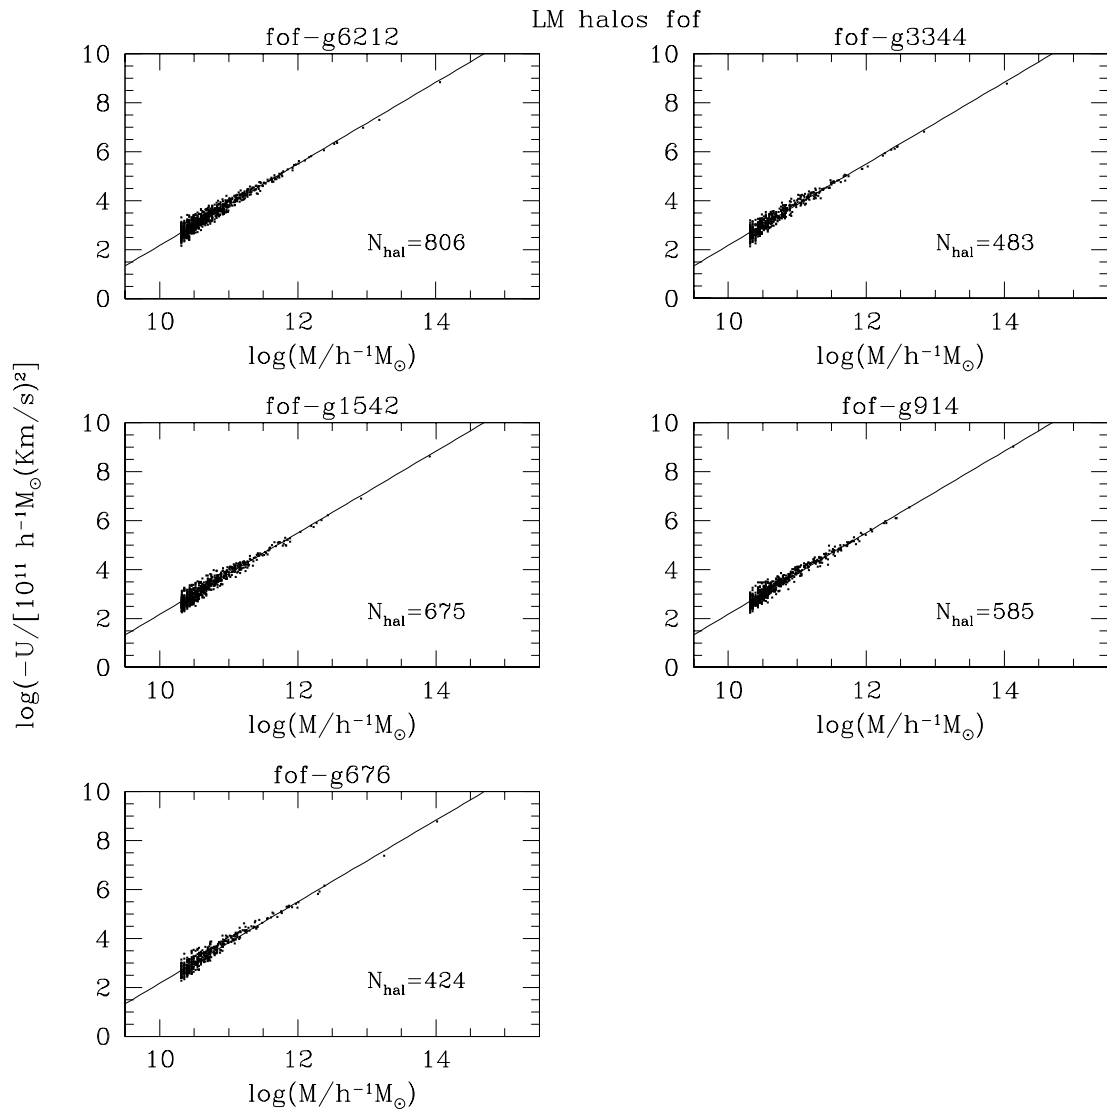 LM halos fof
fof-g6212
10
8
6
4
2
0
N_hal=806
10 12 14
log(M/h⁻¹M☉)
fof-g3344
10
8
6
4
2
0
N_hal=483
10 12 14
log(M/h⁻¹M☉)
log(-U/[10¹¹ h⁻¹M☉(Km/s)²]
fof-g1542
10
8
6
4
2
0
N_hal=675
10 12 14
log(M/h⁻¹M☉)
fof-g914
10
8
6
4
2
0
N_hal=585
10 12 14
log(M/h⁻¹M☉)
fof-g676
10
8
6
4
2
0
N_hal=424
10 12 14
log(M/h⁻¹M☉)